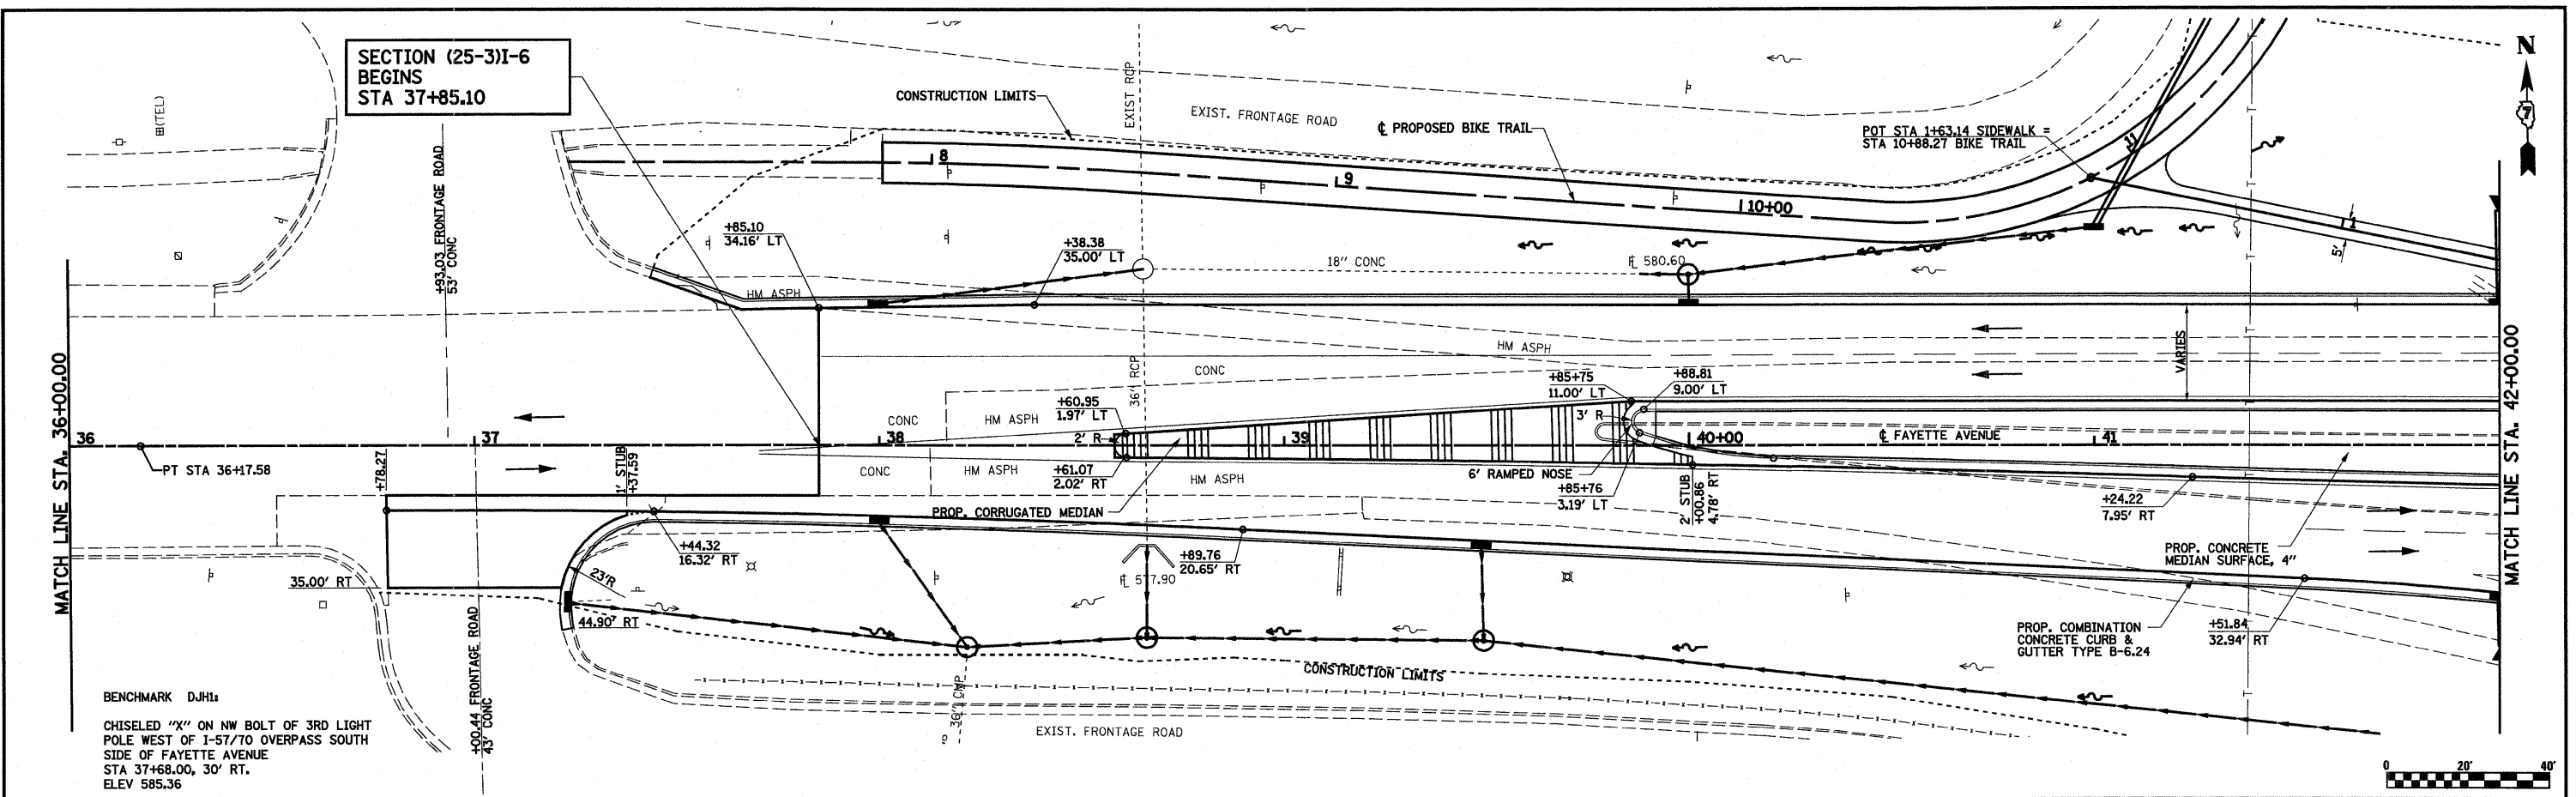 SECTION (25-3)I-6
BEGINS
STA 37+85.10
N
7
⊞(TEL)
CONSTRUCTION LIMITS
EXIST RCP
EXIST. FRONTAGE ROAD
℄ PROPOSED BIKE TRAIL
POT STA 1+63.14 SIDEWALK =
STA 10+88.27 BIKE TRAIL
11
8
9
10+00
+93.03 FRONTAGE ROAD
53' CONC
+85.10
34.16' LT
+38.38
35.00' LT
18" CONC
FL 580.60
5'
HM ASPH
MATCH LINE STA. 36+00.00
HM ASPH
CONC
VARIES
36" RCP
MATCH LINE STA. 42+00.00
+85+75
11.00' LT
+88.81
9.00' LT
+60.95
1.97' LT
CONC
HM ASPH
3' R
2' R
36
37
38
39
40+00
℄ FAYETTE AVENUE
41
PT STA 36+17.58
+78.27
1' STUB
+37.59
CONC
HM ASPH
+61.07
2.02' RT
HM ASPH
6' RAMPED NOSE
+85+76
3.19' LT
2' STUB
+00.86
4.78' RT
+24.22
7.95' RT
PROP. CORRUGATED MEDIAN
+44.32
16.32' RT
+89.76
20.65' RT
FL 577.90
PROP. CONCRETE
MEDIAN SURFACE, 4"
35.00' RT
23'R
44.90' RT
+00.44 FRONTAGE ROAD
43' CONC
PROP. COMBINATION
CONCRETE CURB &
GUTTER TYPE B-6.24
+51.84
32.94' RT
CONSTRUCTION LIMITS
36" CMP
EXIST. FRONTAGE ROAD
BENCHMARK DJH1:
CHISELED "X" ON NW BOLT OF 3RD LIGHT
POLE WEST OF I-57/70 OVERPASS SOUTH
SIDE OF FAYETTE AVENUE
STA 37+68.00, 30' RT.
ELEV 585.36
0 20' 40'